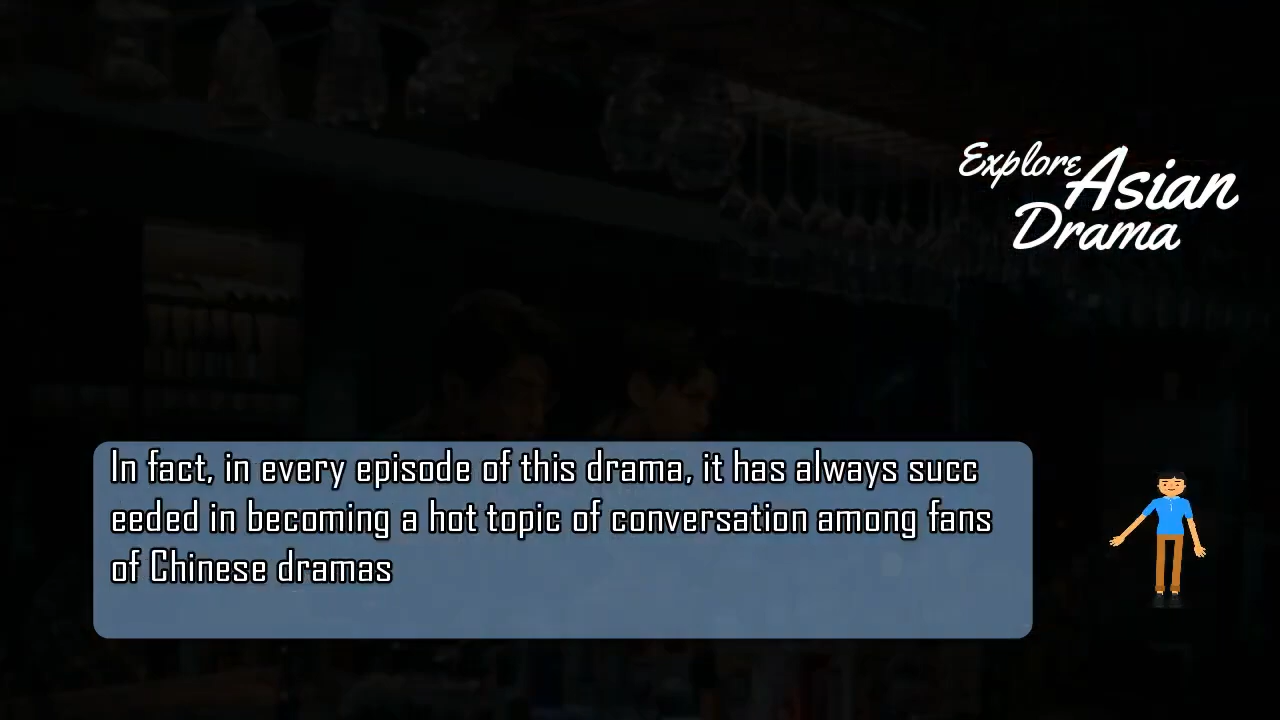 Explore Asian
Drama
In fact, in every episode of this drama, it has always succ
eeded in becoming a hot topic of conversation among fans
of Chinese dramas